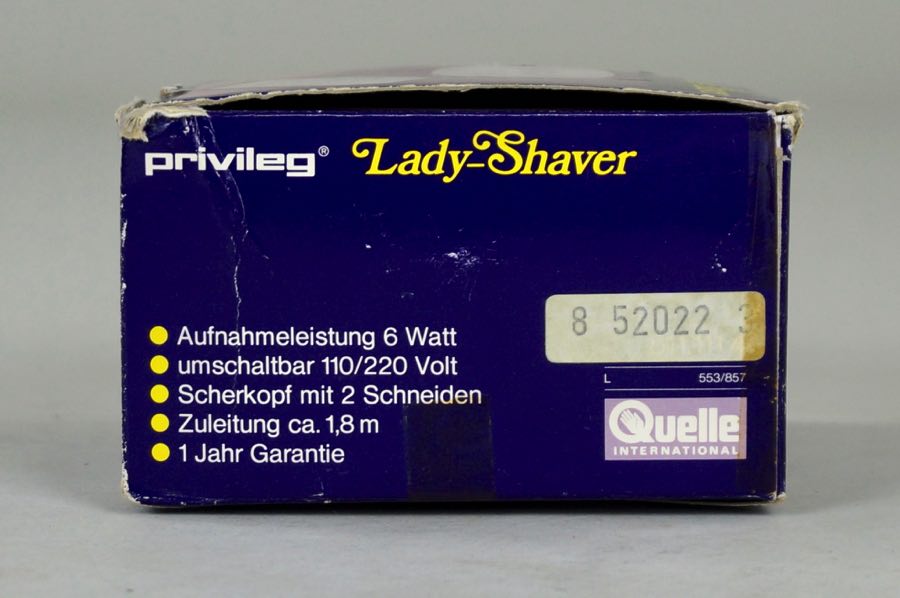 privileg® Lady-Shaver
8 52022 3
Aufnahmeleistung 6 Watt
umschaltbar 110/220 Volt
Scherkopf mit 2 Schneiden
Zuleitung ca. 1,8 m
1 Jahr Garantie
L 553/857
Quelle
INTERNATIONAL